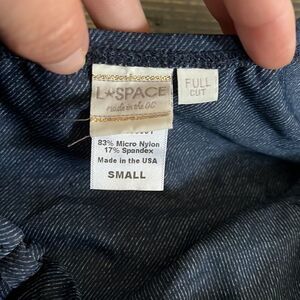 L*SPACE
made in the OC
FULL
CUT
83% Micro Nylon
17% Spandex
Made in the USA
SMALL